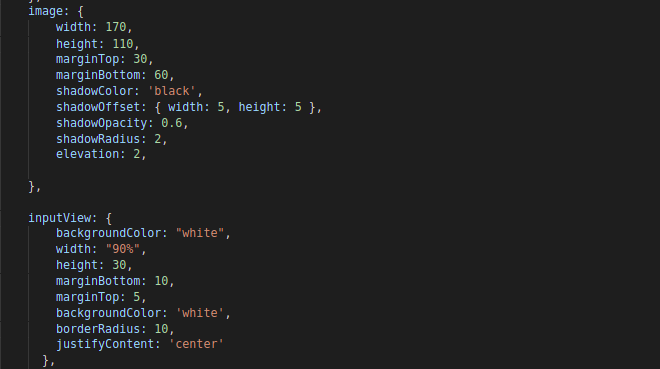 image: {
width: 170,
height: 110,
marginTop: 30,
marginBottom: 60,
shadowColor: 'black',
shadowOffset: { width: 5, height: 5 },
shadowOpacity: 0.6,
shadowRadius: 2,
elevation: 2,
},
inputView: {
backgroundColor: "white",
width: "90%",
height: 30,
marginBottom: 10,
marginTop: 5,
backgroundColor: 'white',
borderRadius: 10,
justifyContent: 'center'
},